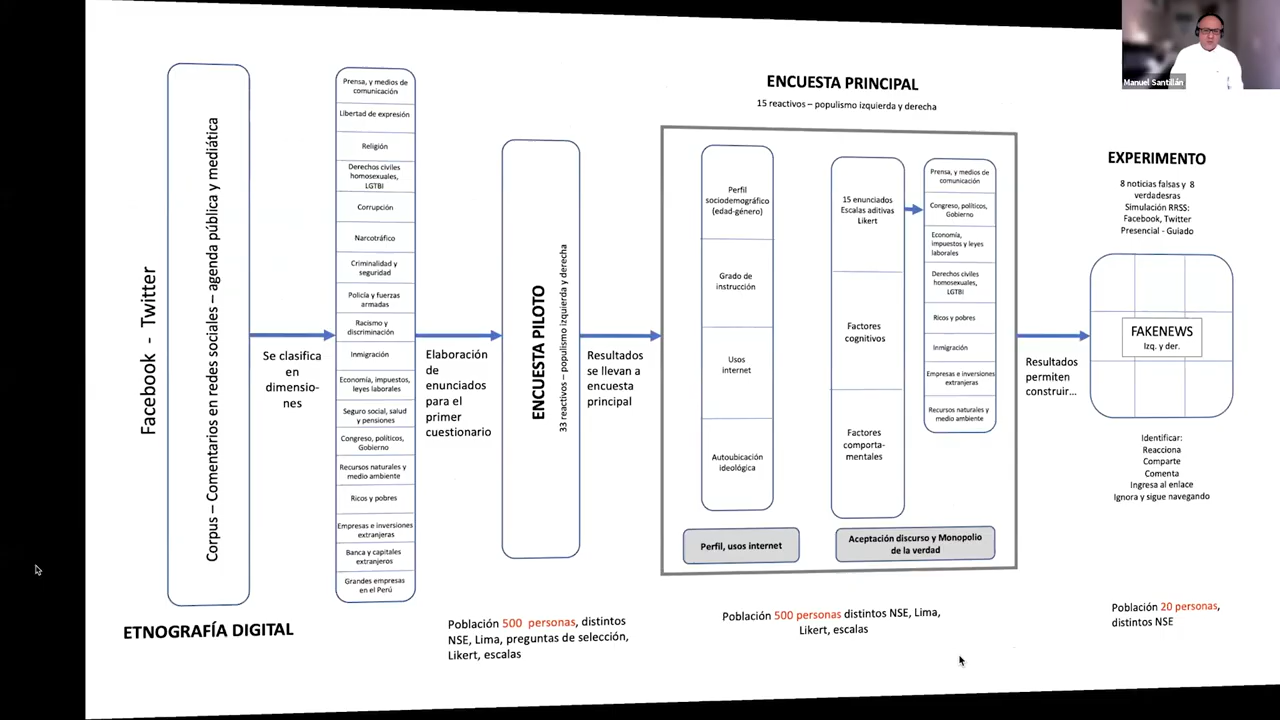 Manuel Santillán
Facebook - Twitter
Corpus – Comentarios en redes sociales – agenda pública y mediática
ETNOGRAFÍA DIGITAL
Se clasifica
en
dimensio-
nes
Prensa, y medios de
comunicación
Libertad de expresión
Religión
Derechos civiles
homosexuales,
LGTBI
Corrupción
Narcotráfico
Criminalidad y
seguridad
Policía y fuerzas
armadas
Racismo y
discriminación
Inmigración
Economía, impuestos,
leyes laborales
Seguro social, salud
y pensiones
Congreso, políticos,
Gobierno
Recursos naturales y
medio ambiente
Ricos y pobres
Empresas e inversiones
extranjeras
Banca y capitales
extranjeros
Grandes empresas
en el Perú
Elaboración
de
enunciados
para el
primer
cuestionario
ENCUESTA PILOTO
33 reactivos – populismo izquierda y derecha
Población 500 personas, distintos
NSE, Lima, preguntas de selección,
Likert, escalas
Resultados
se llevan a
encuesta
principal
ENCUESTA PRINCIPAL
15 reactivos – populismo izquierda y derecha
Perfil
sociodemográfico
(edad-género)
Grado de
instrucción
Usos
internet
Autoubicación
ideológica
Perfil, usos internet
15 enunciados
Escalas aditivas
Likert
Factores
cognitivos
Factores
comporta-
mentales
Prensa, y medios de
comunicación
Congreso, políticos,
Gobierno
Economía,
impuestos y leyes
laborales
Derechos civiles
homosexuales,
LGTBI
Ricos y pobres
Inmigración
Empresas e inversiones
extranjeras
Recursos naturales y
medio ambiente
Aceptación discurso y Monopolio
de la verdad
Población 500 personas distintos NSE, Lima,
Likert, escalas
Resultados
permiten
construir...
EXPERIMENTO
8 noticias falsas y 8
verdadesras
Simulación RRSS:
Facebook, Twitter
Presencial - Guiado
FAKENEWS
Izq. y der.
Identificar:
Reacciona
Comparte
Comenta
Ingresa al enlace
Ignora y sigue navegando
Población 20 personas,
distintos NSE